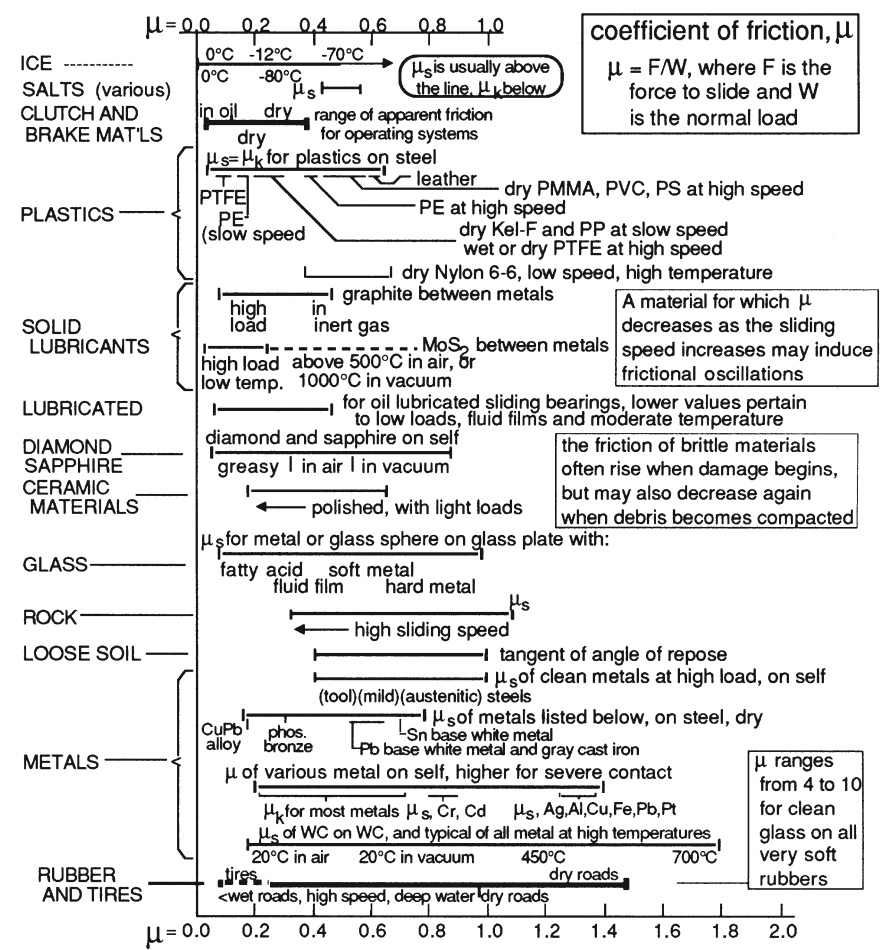 μ= 0.0 0.2 0.4 0.6 0.8 1.0
coefficient of friction, μ
μ = F/W, where F is the
force to slide and W
is the normal load
0°C -12°C -70°C
ICE
0°C -80°C
μs is usually above
the line, μk below
SALTS (various)
μs
CLUTCH AND
BRAKE MAT'LS
in oil dry
dry
range of apparent friction
for operating systems
μs=μk for plastics on steel
PLASTICS
PTFE
PE
(slow speed
leather
dry PMMA, PVC, PS at high speed
PE at high speed
dry Kel-F and PP at slow speed
wet or dry PTFE at high speed
dry Nylon 6-6, low speed, high temperature
SOLID
LUBRICANTS
graphite between metals
high
load
in
inert gas
MoS2 between metals
high load
low temp.
above 500°C in air, or
1000°C in vacuum
A material for which μ
decreases as the sliding
speed increases may induce
frictional oscillations
LUBRICATED
for oil lubricated sliding bearings, lower values pertain
to low loads, fluid films and moderate temperature
DIAMOND
SAPPHIRE
diamond and sapphire on self
greasy | in air | in vacuum
CERAMIC
MATERIALS
polished, with light loads
the friction of brittle materials
often rise when damage begins,
but may also decrease again
when debris becomes compacted
μs for metal or glass sphere on glass plate with:
GLASS
fatty acid soft metal
fluid film hard metal
ROCK
μs
high sliding speed
LOOSE SOIL
tangent of angle of repose
μs of clean metals at high load, on self
(tool)(mild)(austenitic) steels
μs of metals listed below, on steel, dry
CuPb
alloy
phos.
bronze
Sn base white metal
Pb base white metal and gray cast iron
METALS
μ of various metal on self, higher for severe contact
μk for most metals μs, Cr, Cd μs, Ag,Al,Cu,Fe,Pb,Pt
μs of WC on WC, and typical of all metal at high temperatures
20°C in air 20°C in vacuum 450°C 700°C
μ ranges
from 4 to 10
for clean
glass on all
very soft
rubbers
RUBBER
AND TIRES
tires dry roads
<wet roads, high speed, deep water dry roads
μ= 0.0 0.2 0.4 0.6 0.8 1.0 1.2 1.4 1.6 1.8 2.0